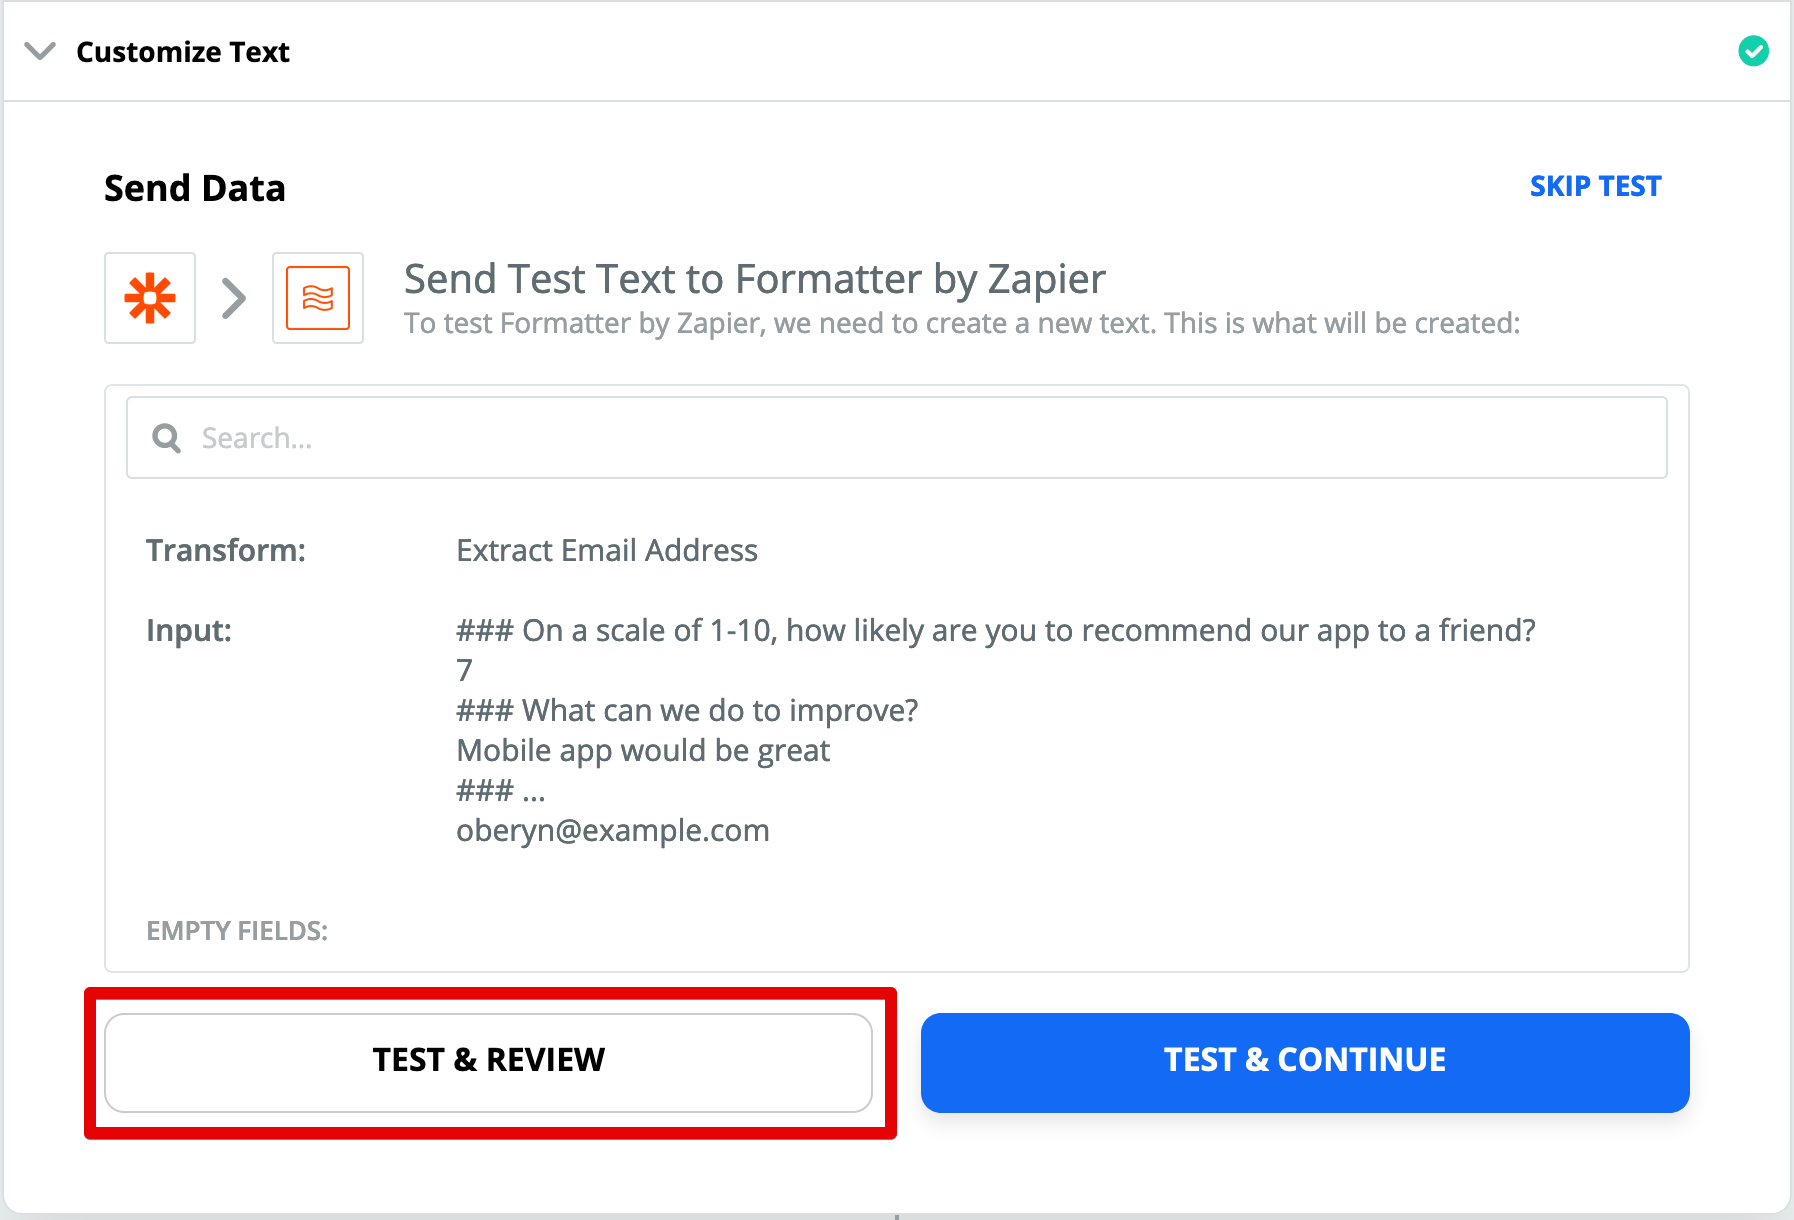 Customize Text
Send Data
SKIP TEST
Send Test Text to Formatter by Zapier
To test Formatter by Zapier, we need to create a new text. This is what will be created:
Search...
Transform:
Extract Email Address
Input:
### On a scale of 1-10, how likely are you to recommend our app to a friend?
7
### What can we do to improve?
Mobile app would be great
### ...
oberyn@example.com
EMPTY FIELDS:
TEST & REVIEW
TEST & CONTINUE